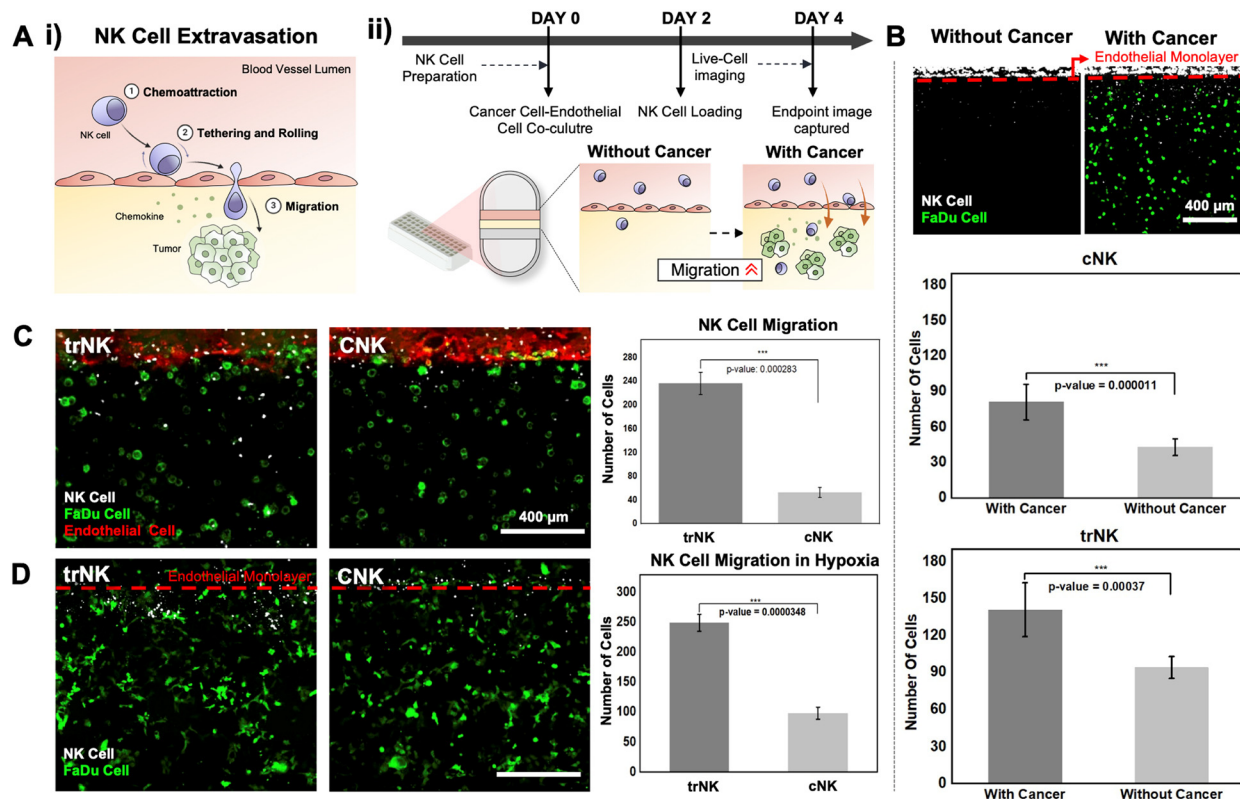 A i)
NK Cell Extravasation
Blood Vessel Lumen
1 Chemoattraction
NK cell
2 Tethering and Rolling
Chemokine
3 Migration
Tumor
ii)
DAY 0
DAY 2
DAY 4
NK Cell
Preparation
Live-Cell
imaging
Cancer Cell-Endothelial
Cell Co-culutre
NK Cell Loading
Endpoint image
captured
Without Cancer
With Cancer
Migration
B
Without Cancer
With Cancer
Endothelial Monolayer
NK Cell
FaDu Cell
400 µm
cNK
Number Of Cells
180
150
120
90
60
30
0
***
p-value = 0.000011
With Cancer
Without Cancer
trNK
Number Of Cells
180
150
120
90
60
30
0
***
p-value = 0.00037
With Cancer
Without Cancer
C
trNK
NK Cell
FaDu Cell
Endothelial Cell
400 µm
CNK
NK Cell Migration
Number of Cells
280
240
200
160
120
80
40
0
***
p-value: 0.000283
trNK
cNK
D
trNK
Endothelial Monolayer
NK Cell
FaDu Cell
CNK
NK Cell Migration in Hypoxia
Number of Cells
300
250
200
150
100
50
0
***
p-value = 0.0000348
trNK
cNK